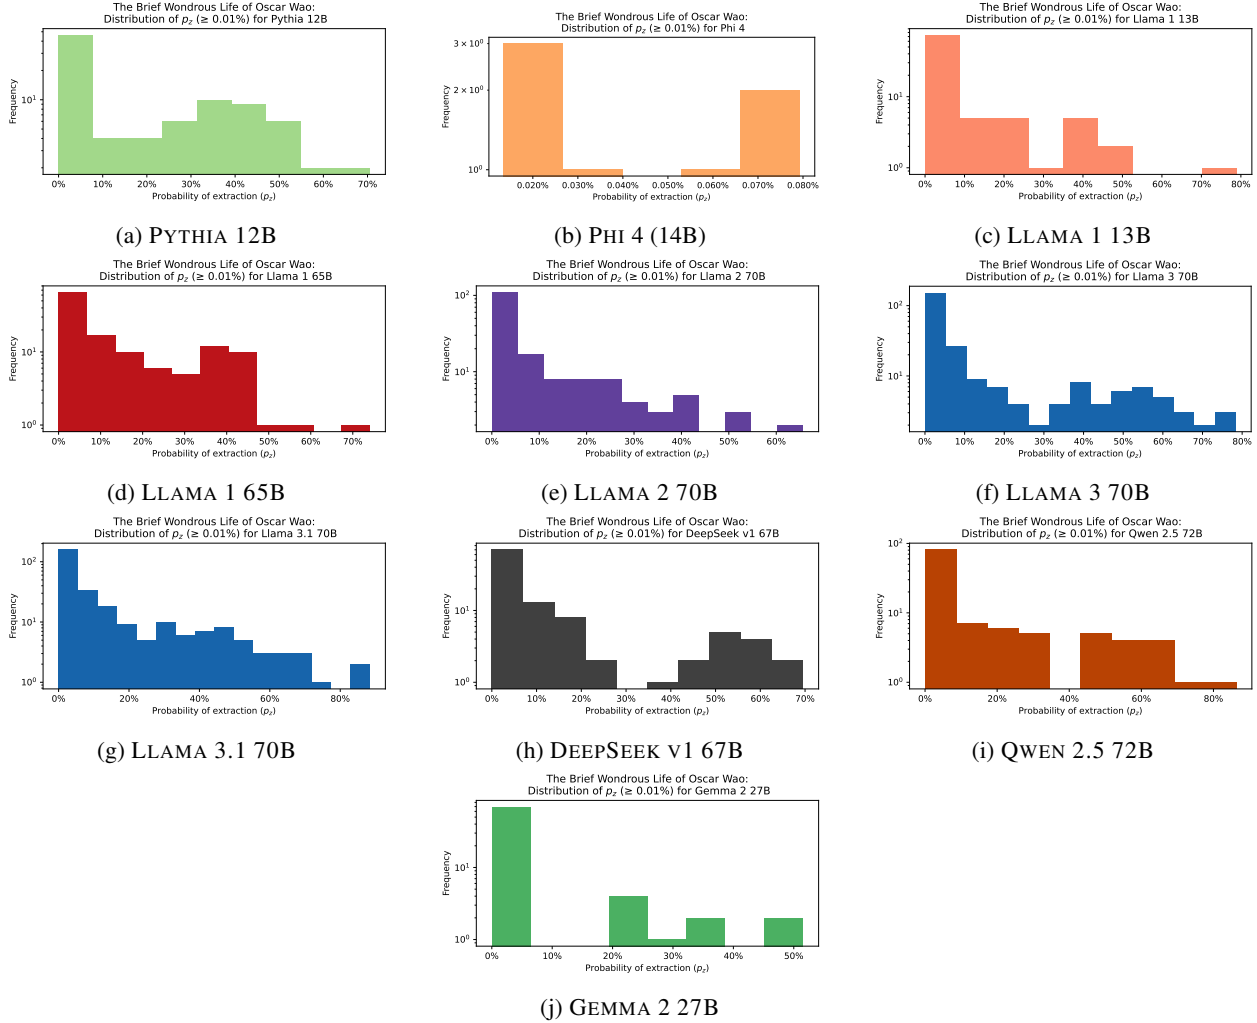 The Brief Wondrous Life of Oscar Wao:
Distribution of p_z (≥ 0.01%) for Pythia 12B
Frequency
10¹
0% 10% 20% 30% 40% 50% 60% 70%
Probability of extraction (p_z)
(a) PYTHIA 12B
The Brief Wondrous Life of Oscar Wao:
Distribution of p_z (≥ 0.01%) for Phi 4
Frequency
3 × 10⁰
2 × 10⁰
10⁰
0.020% 0.030% 0.040% 0.050% 0.060% 0.070% 0.080%
Probability of extraction (p_z)
(b) PHI 4 (14B)
The Brief Wondrous Life of Oscar Wao:
Distribution of p_z (≥ 0.01%) for Llama 1 13B
Frequency
10¹
10⁰
0% 10% 20% 30% 40% 50% 60% 70% 80%
Probability of extraction (p_z)
(c) LLAMA 1 13B
The Brief Wondrous Life of Oscar Wao:
Distribution of p_z (≥ 0.01%) for Llama 1 65B
Frequency
10¹
10⁰
0% 10% 20% 30% 40% 50% 60% 70%
Probability of extraction (p_z)
(d) LLAMA 1 65B
The Brief Wondrous Life of Oscar Wao:
Distribution of p_z (≥ 0.01%) for Llama 2 70B
Frequency
10²
10¹
0% 10% 20% 30% 40% 50% 60%
Probability of extraction (p_z)
(e) LLAMA 2 70B
The Brief Wondrous Life of Oscar Wao:
Distribution of p_z (≥ 0.01%) for Llama 3 70B
Frequency
10²
10¹
0% 10% 20% 30% 40% 50% 60% 70% 80%
Probability of extraction (p_z)
(f) LLAMA 3 70B
The Brief Wondrous Life of Oscar Wao:
Distribution of p_z (≥ 0.01%) for Llama 3.1 70B
Frequency
10²
10¹
10⁰
0% 20% 40% 60% 80%
Probability of extraction (p_z)
(g) LLAMA 3.1 70B
The Brief Wondrous Life of Oscar Wao:
Distribution of p_z (≥ 0.01%) for DeepSeek v1 67B
Frequency
10¹
10⁰
0% 10% 20% 30% 40% 50% 60% 70%
Probability of extraction (p_z)
(h) DEEPSEEK V1 67B
The Brief Wondrous Life of Oscar Wao:
Distribution of p_z (≥ 0.01%) for Qwen 2.5 72B
Frequency
10²
10¹
10⁰
0% 20% 40% 60% 80%
Probability of extraction (p_z)
(i) QWEN 2.5 72B
The Brief Wondrous Life of Oscar Wao:
Distribution of p_z (≥ 0.01%) for Gemma 2 27B
Frequency
10¹
10⁰
0% 10% 20% 30% 40% 50%
Probability of extraction (p_z)
(j) GEMMA 2 27B